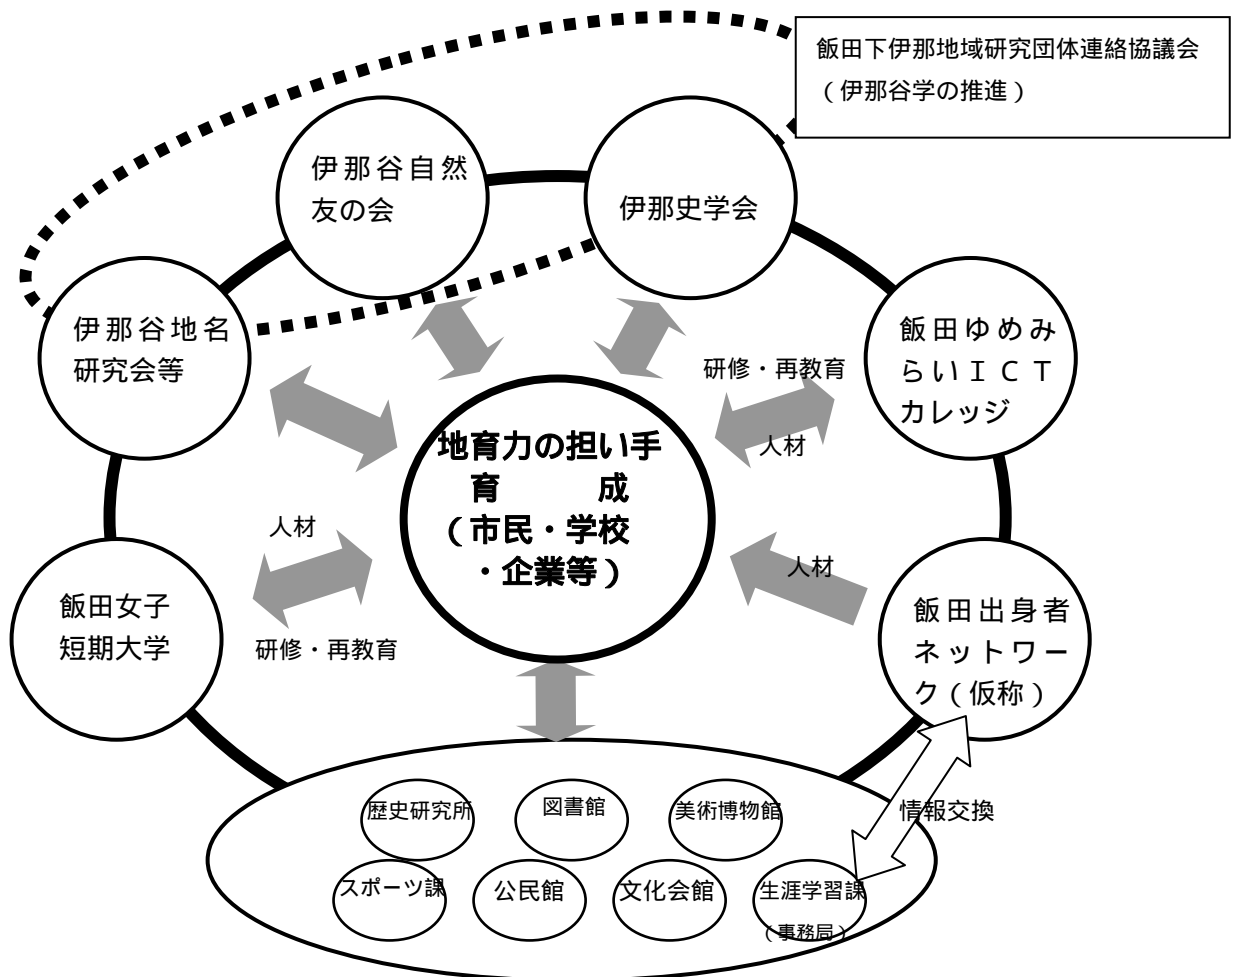 飯田下伊那地域研究団体連絡協議会
(伊那谷学の推進)
伊那谷自然
友の会
伊那史学会
伊那谷地名
研究会等
飯田ゆめみ
らいICT
カレッジ
研修・再教育
人材
地育力の担い手
育 成
(市民・学校
・企業等)
人材
研修・再教育
人材
飯田女子
短期大学
飯田出身者
ネットワー
ク(仮称)
情報交換
歴史研究所
図書館
美術博物館
スポーツ課
公民館
文化会館
生涯学習課
(事務局)